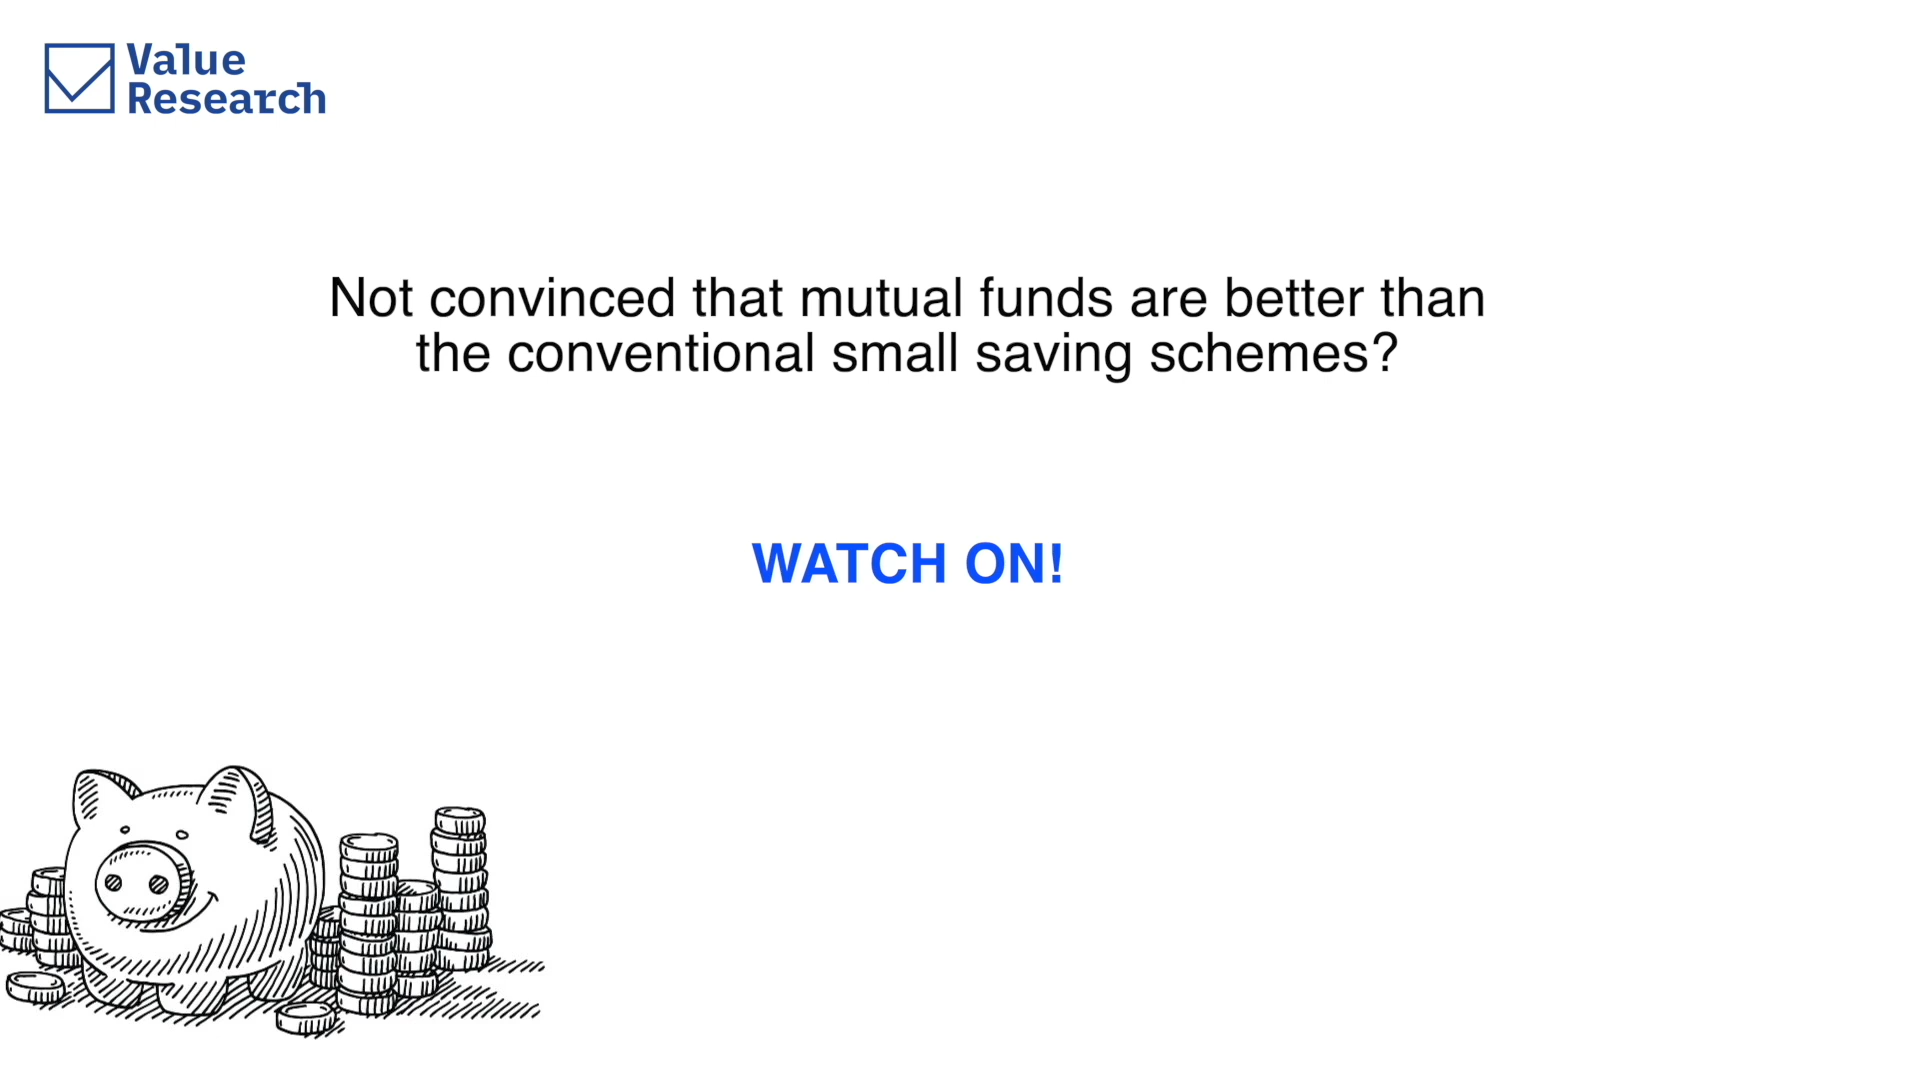 Value
Research
Not convinced that mutual funds are better than
the conventional small saving schemes?
WATCH ON!